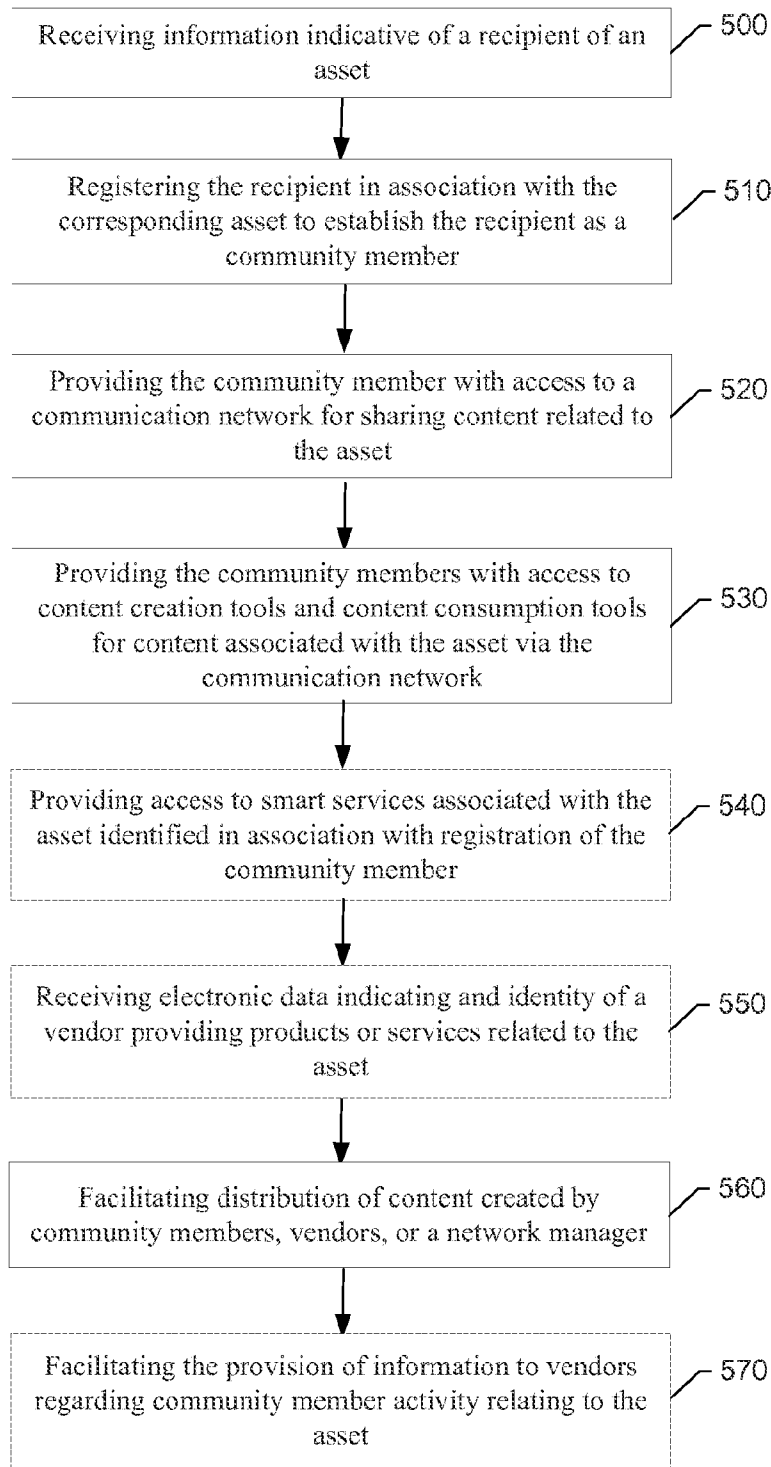 Receiving information indicative of a recipient of an
asset
500
Registering the recipient in association with the
corresponding asset to establish the recipient as a
community member
510
Providing the community member with access to a
communication network for sharing content related to
the asset
520
Providing the community members with access to
content creation tools and content consumption tools
for content associated with the asset via the
communication network
530
Providing access to smart services associated with the
asset identified in association with registration of the
community member
540
Receiving electronic data indicating and identity of a
vendor providing products or services related to the
asset
550
Facilitating distribution of content created by
community members, vendors, or a network manager
560
Facilitating the provision of information to vendors
regarding community member activity relating to the
asset
570